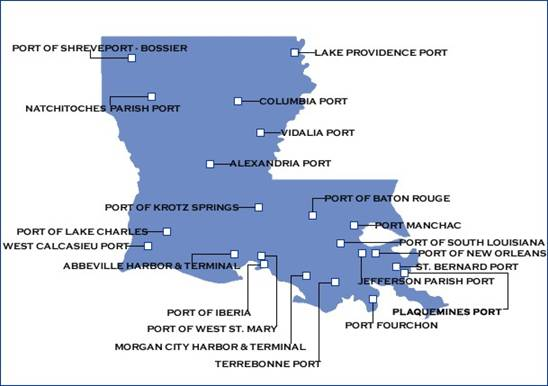 PORT OF SHREVEPORT - BOSSIER
LAKE PROVIDENCE PORT
NATCHITOCHES PARISH PORT
COLUMBIA PORT
VIDALIA PORT
ALEXANDRIA PORT
PORT OF BATON ROUGE
PORT OF KROTZ SPRINGS
PORT MANCHAC
PORT OF LAKE CHARLES
PORT OF SOUTH LOUISIANA
WEST CALCASIEU PORT
PORT OF NEW ORLEANS
ABBEVILLE HARBOR & TERMINAL
ST. BERNARD PORT
JEFFERSON PARISH PORT
PORT OF IBERIA
PLAQUEMINES PORT
PORT OF WEST ST. MARY
PORT FOURCHON
MORGAN CITY HARBOR & TERMINAL
TERREBONNE PORT